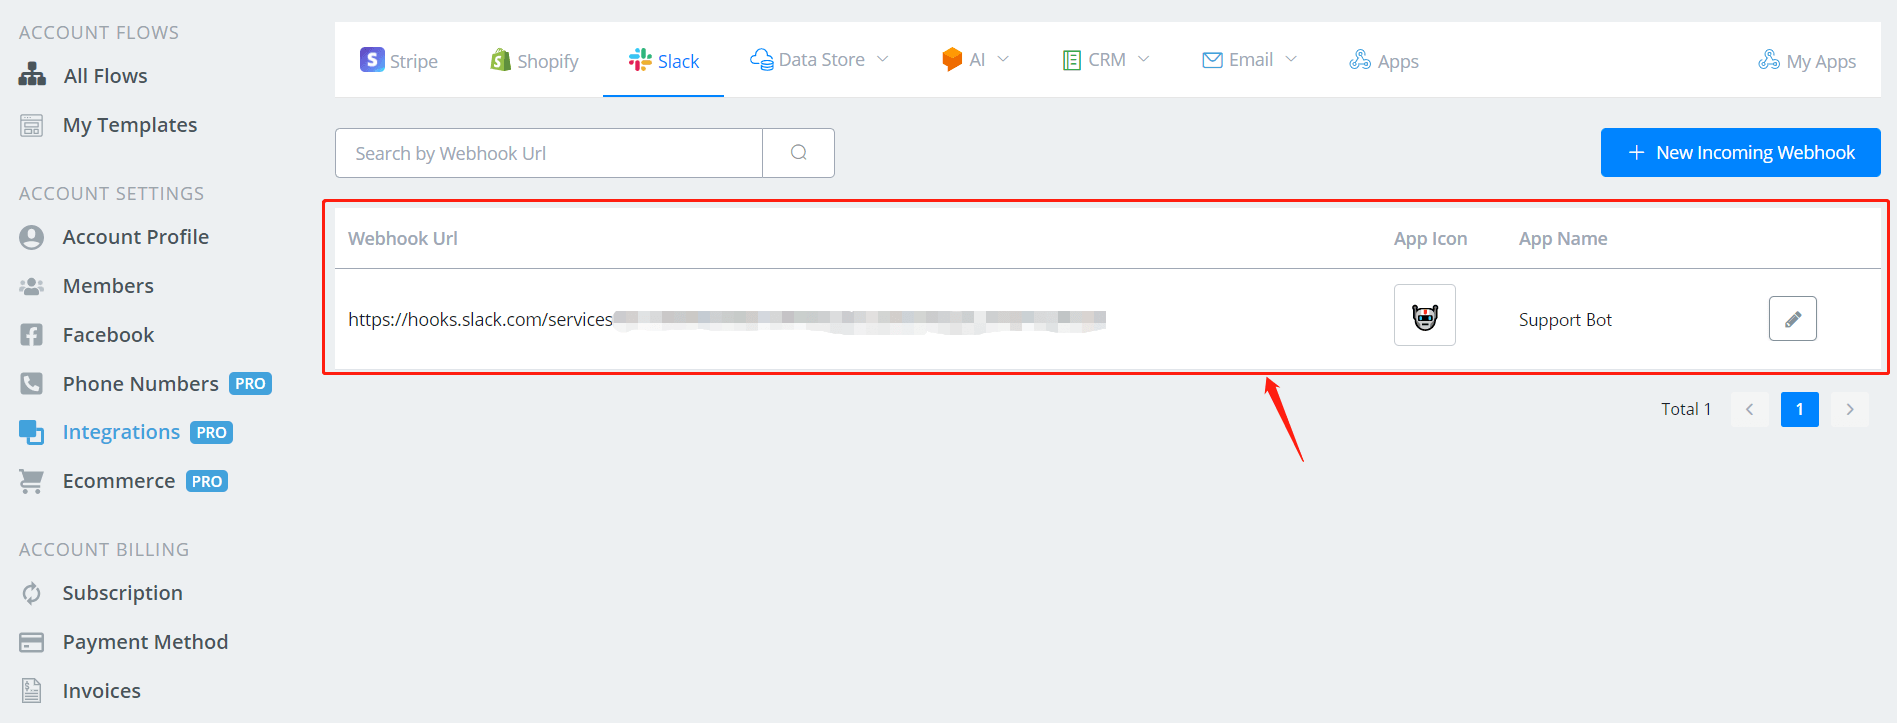 ACCOUNT FLOWS
All Flows
My Templates
ACCOUNT SETTINGS
Account Profile
Members
Facebook
Phone Numbers PRO
Integrations PRO
Ecommerce PRO
ACCOUNT BILLING
Subscription
Payment Method
Invoices
Stripe Shopify Slack Data Store AI CRM Email Apps My Apps
Search by Webhook Url
+ New Incoming Webhook
Webhook Url App Icon App Name
https://hooks.slack.com/services Support Bot
Total 1 < 1 >